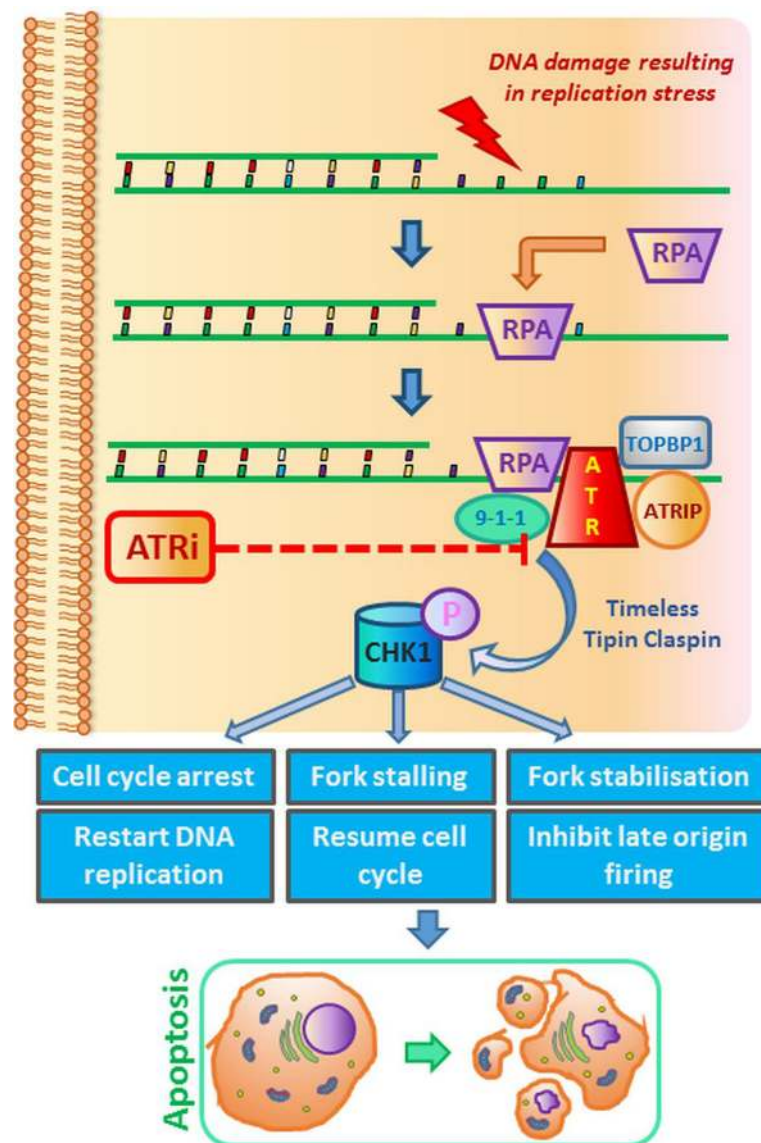 DNA damage resulting
in replication stress
RPA
RPA
RPA
ATR
TOPBP1
ATRIP
9-1-1
ATRi
Timeless
Tipin Claspin
P
CHK1
Cell cycle arrest
Fork stalling
Fork stabilisation
Restart DNA
replication
Resume cell
cycle
Inhibit late origin
firing
Apoptosis